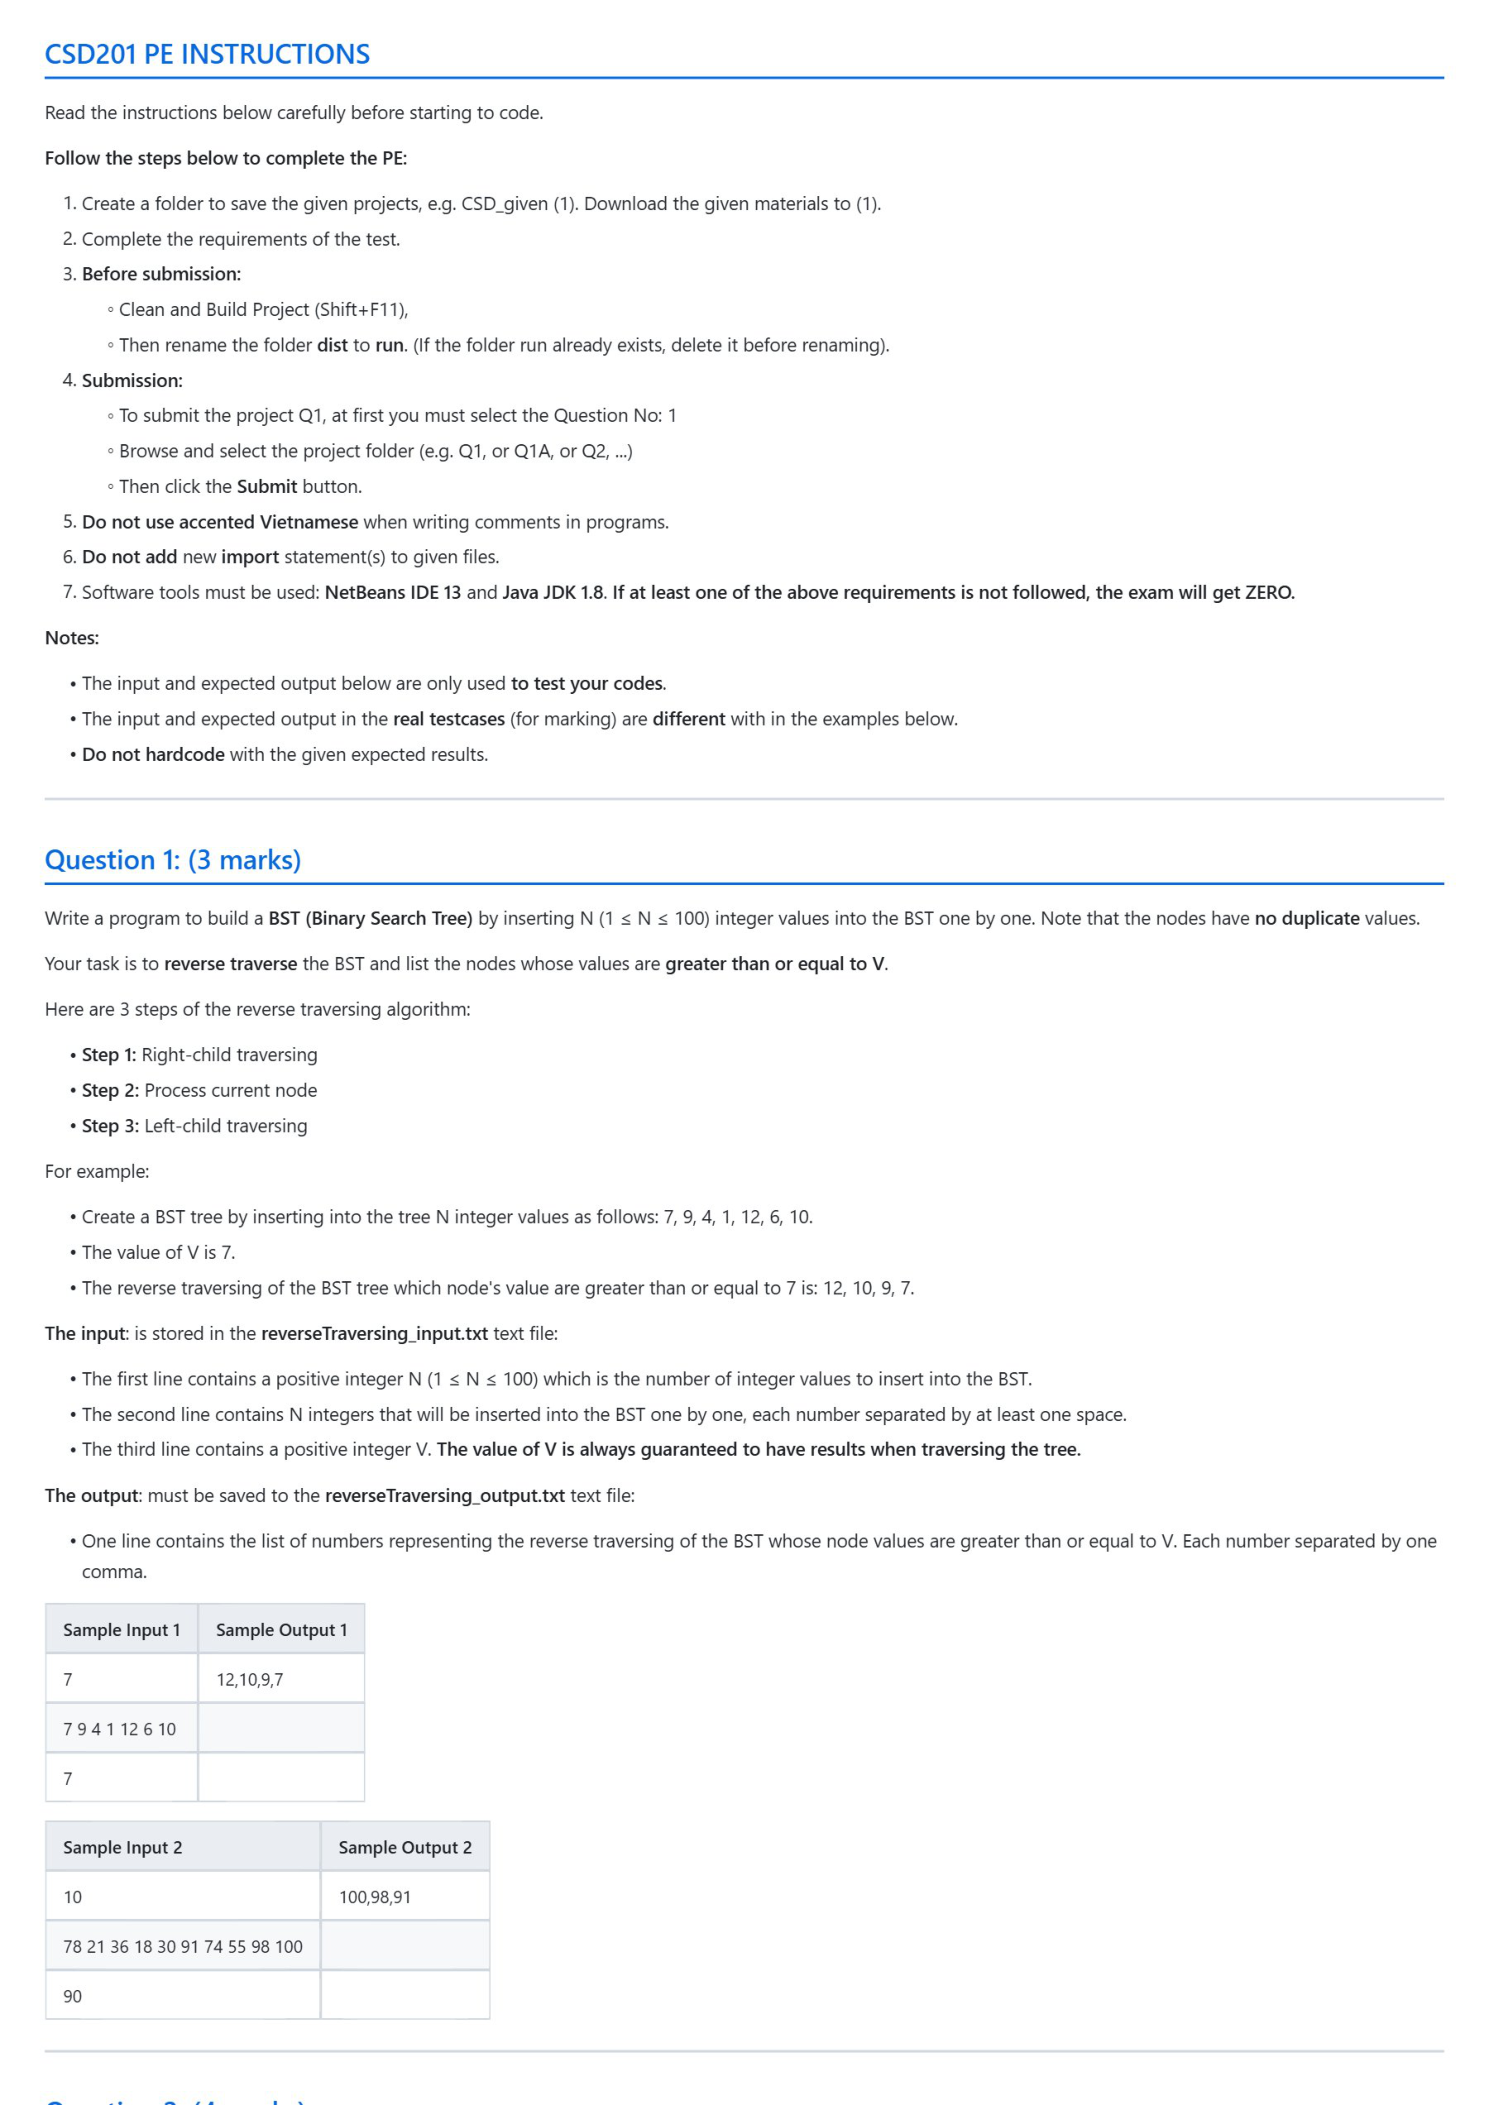 CSD201 PE INSTRUCTIONS
Read the instructions below carefully before starting to code.
Follow the steps below to complete the PE:
1. Create a folder to save the given projects, e.g. CSD_given (1). Download the given materials to (1).
2. Complete the requirements of the test.
3. Before submission:
◦ Clean and Build Project (Shift+F11),
◦ Then rename the folder dist to run. (If the folder run already exists, delete it before renaming).
4. Submission:
◦ To submit the project Q1, at first you must select the Question No: 1
◦ Browse and select the project folder (e.g. Q1, or Q1A, or Q2, ...)
◦ Then click the Submit button.
5. Do not use accented Vietnamese when writing comments in programs.
6. Do not add new import statement(s) to given files.
7. Software tools must be used: NetBeans IDE 13 and Java JDK 1.8. If at least one of the above requirements is not followed, the exam will get ZERO.
Notes:
• The input and expected output below are only used to test your codes.
• The input and expected output in the real testcases (for marking) are different with in the examples below.
• Do not hardcode with the given expected results.
Question 1: (3 marks)
Write a program to build a BST (Binary Search Tree) by inserting N (1 ≤ N ≤ 100) integer values into the BST one by one. Note that the nodes have no duplicate values.
Your task is to reverse traverse the BST and list the nodes whose values are greater than or equal to V.
Here are 3 steps of the reverse traversing algorithm:
• Step 1: Right-child traversing
• Step 2: Process current node
• Step 3: Left-child traversing
For example:
• Create a BST tree by inserting into the tree N integer values as follows: 7, 9, 4, 1, 12, 6, 10.
• The value of V is 7.
• The reverse traversing of the BST tree which node's value are greater than or equal to 7 is: 12, 10, 9, 7.
The input: is stored in the reverseTraversing_input.txt text file:
• The first line contains a positive integer N (1 ≤ N ≤ 100) which is the number of integer values to insert into the BST.
• The second line contains N integers that will be inserted into the BST one by one, each number separated by at least one space.
• The third line contains a positive integer V. The value of V is always guaranteed to have results when traversing the tree.
The output: must be saved to the reverseTraversing_output.txt text file:
• One line contains the list of numbers representing the reverse traversing of the BST whose node values are greater than or equal to V. Each number separated by one
comma.
Sample Input 1 Sample Output 1
7 12,10,9,7
7 9 4 1 12 6 10
7
Sample Input 2 Sample Output 2
10 100,98,91
78 21 36 18 30 91 74 55 98 100
90